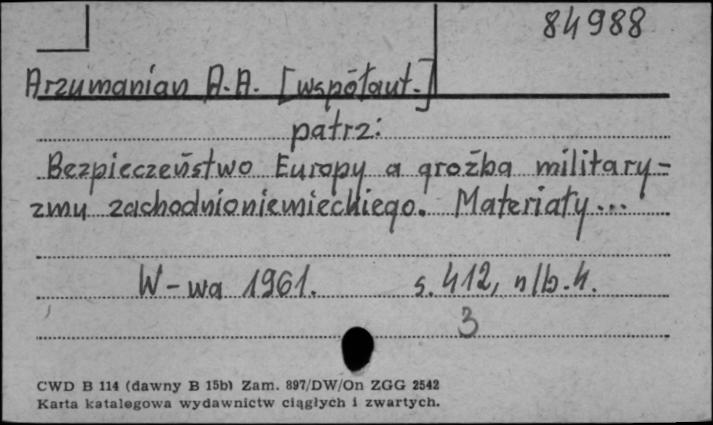 84988
Arzumanian A.A. [współaut.]
patrz:
Bezpieczeństwo Europy a groźba military-
zmu zachodnioniemieckiego. Materiały...
W-wa 1961. s. 412, nlb. 4.
3
CWD B 114 (dawny B 15b) Zam. 897/DW/On ZGG 2542
Karta katalogowa wydawnictw ciągłych i zwartych.